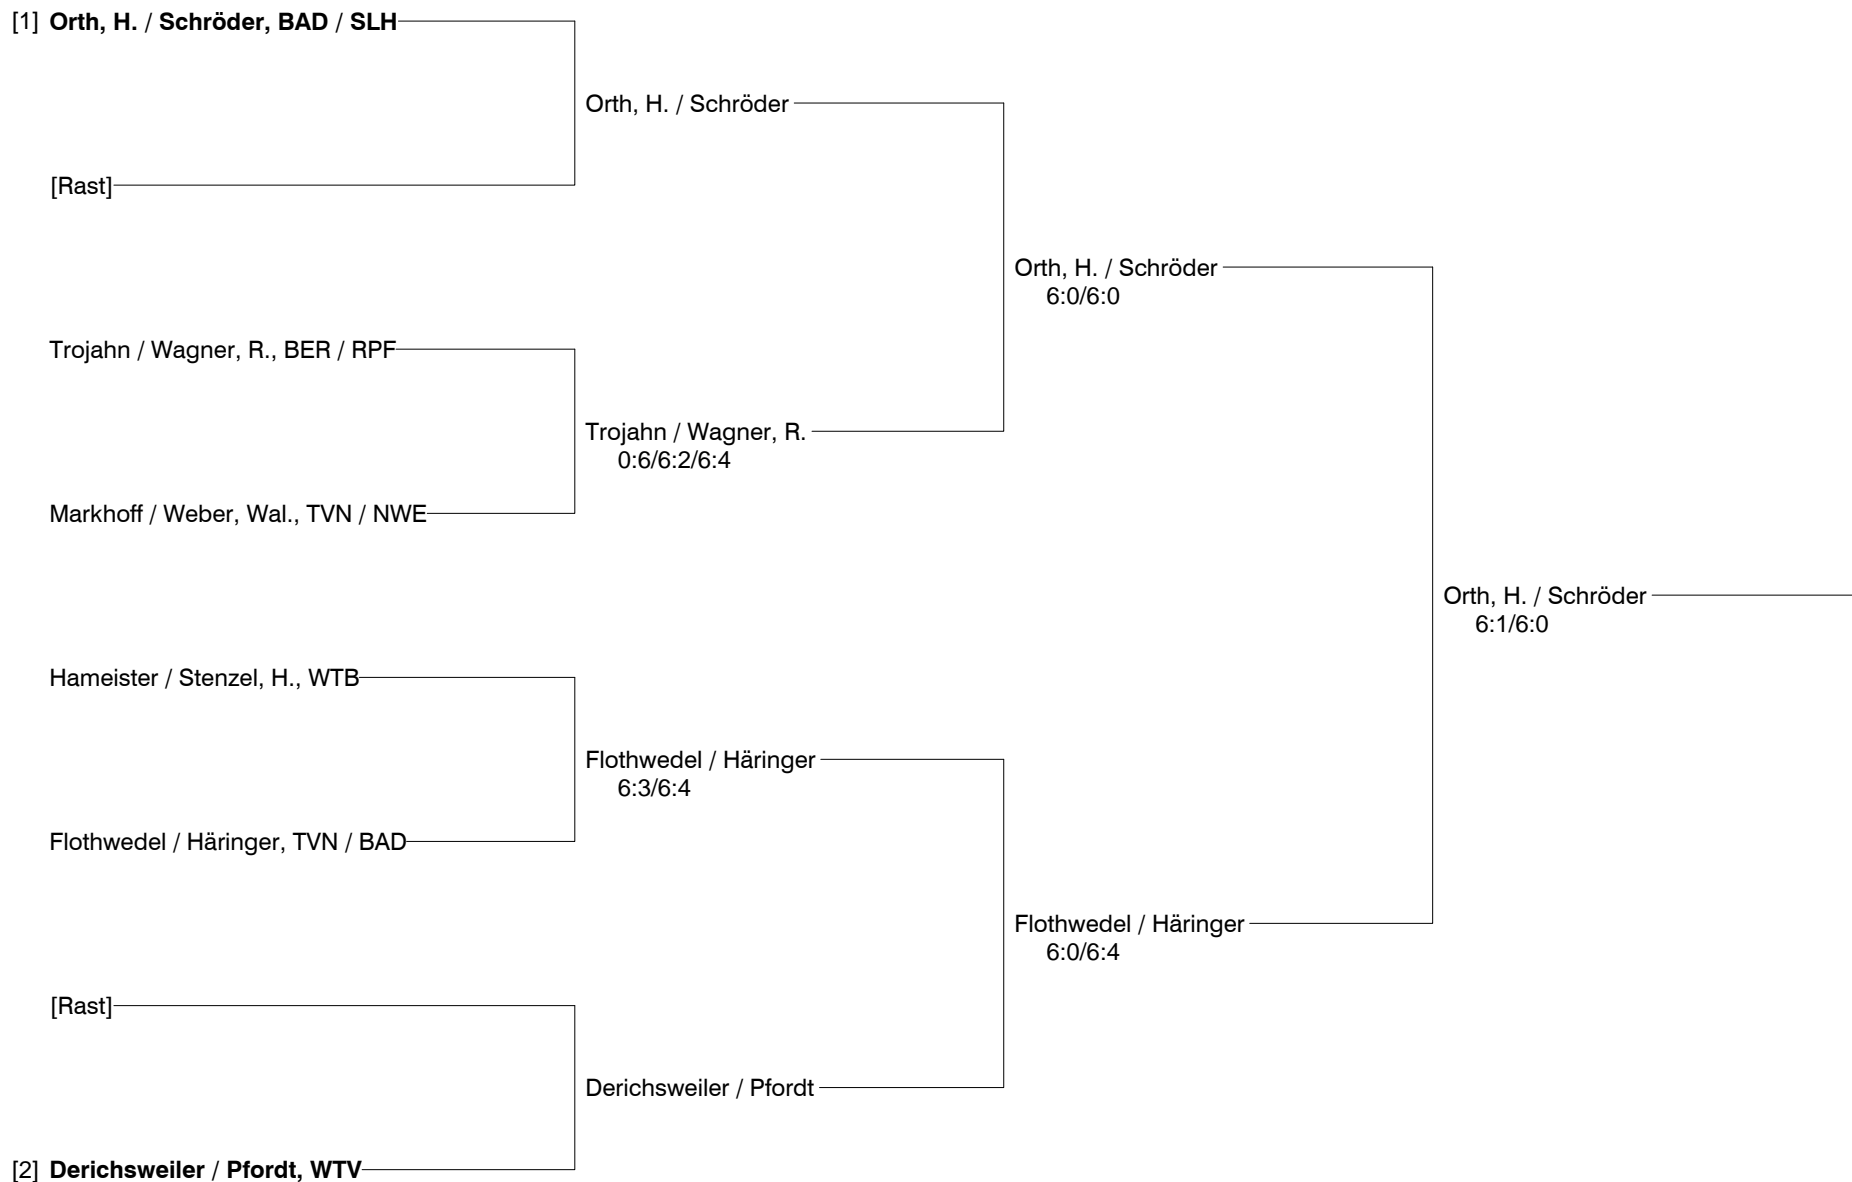 [1] Orth, H. / Schröder, BAD / SLH
Orth, H. / Schröder
[Rast]
Orth, H. / Schröder
6:0/6:0
Trojahn / Wagner, R., BER / RPF
Trojahn / Wagner, R.
0:6/6:2/6:4
Markhoff / Weber, Wal., TVN / NWE
Orth, H. / Schröder
6:1/6:0
Hameister / Stenzel, H., WTB
Flothwedel / Häringer
6:3/6:4
Flothwedel / Häringer, TVN / BAD
Flothwedel / Häringer
6:0/6:4
[Rast]
Derichsweiler / Pfordt
[2] Derichsweiler / Pfordt, WTV